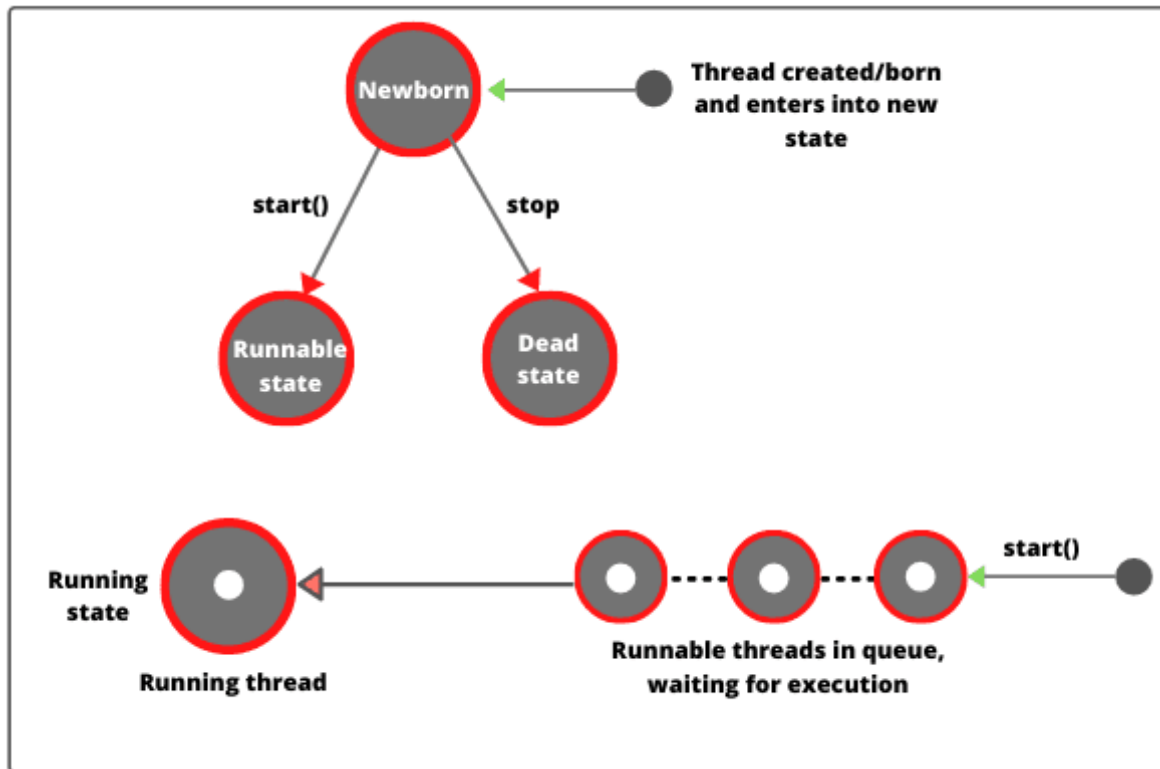 Newborn
Thread created/born
and enters into new
state
start()
stop
Runnable
state
Dead
state
Running
state
start()
Running thread
Runnable threads in queue,
waiting for execution